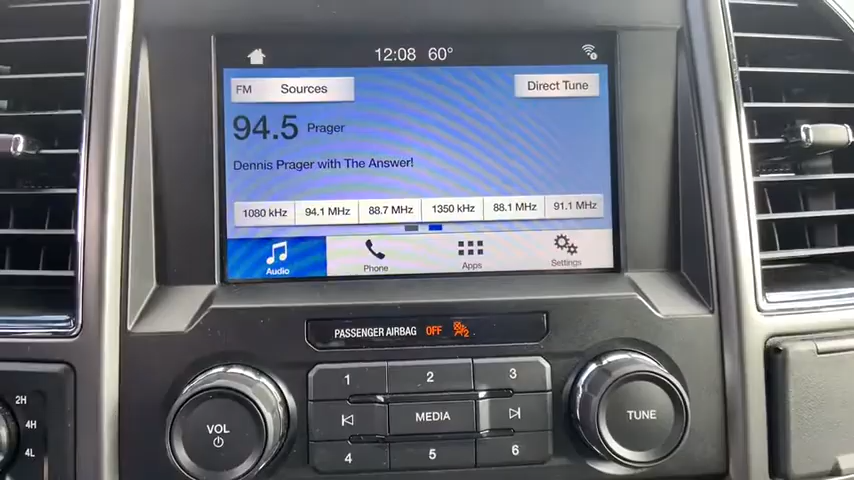 12:08 60°
FM Sources
Direct Tune
94.5 Prager
Dennis Prager with The Answer!
1080 kHz 94.1 MHz 88.7 MHz 1350 kHz 88.1 MHz 91.1 MHz
Audio Phone Apps Settings
PASSENGER AIRBAG OFF 2
1 2 3
VOL MEDIA TUNE
4 5 6
2H
4H
4L